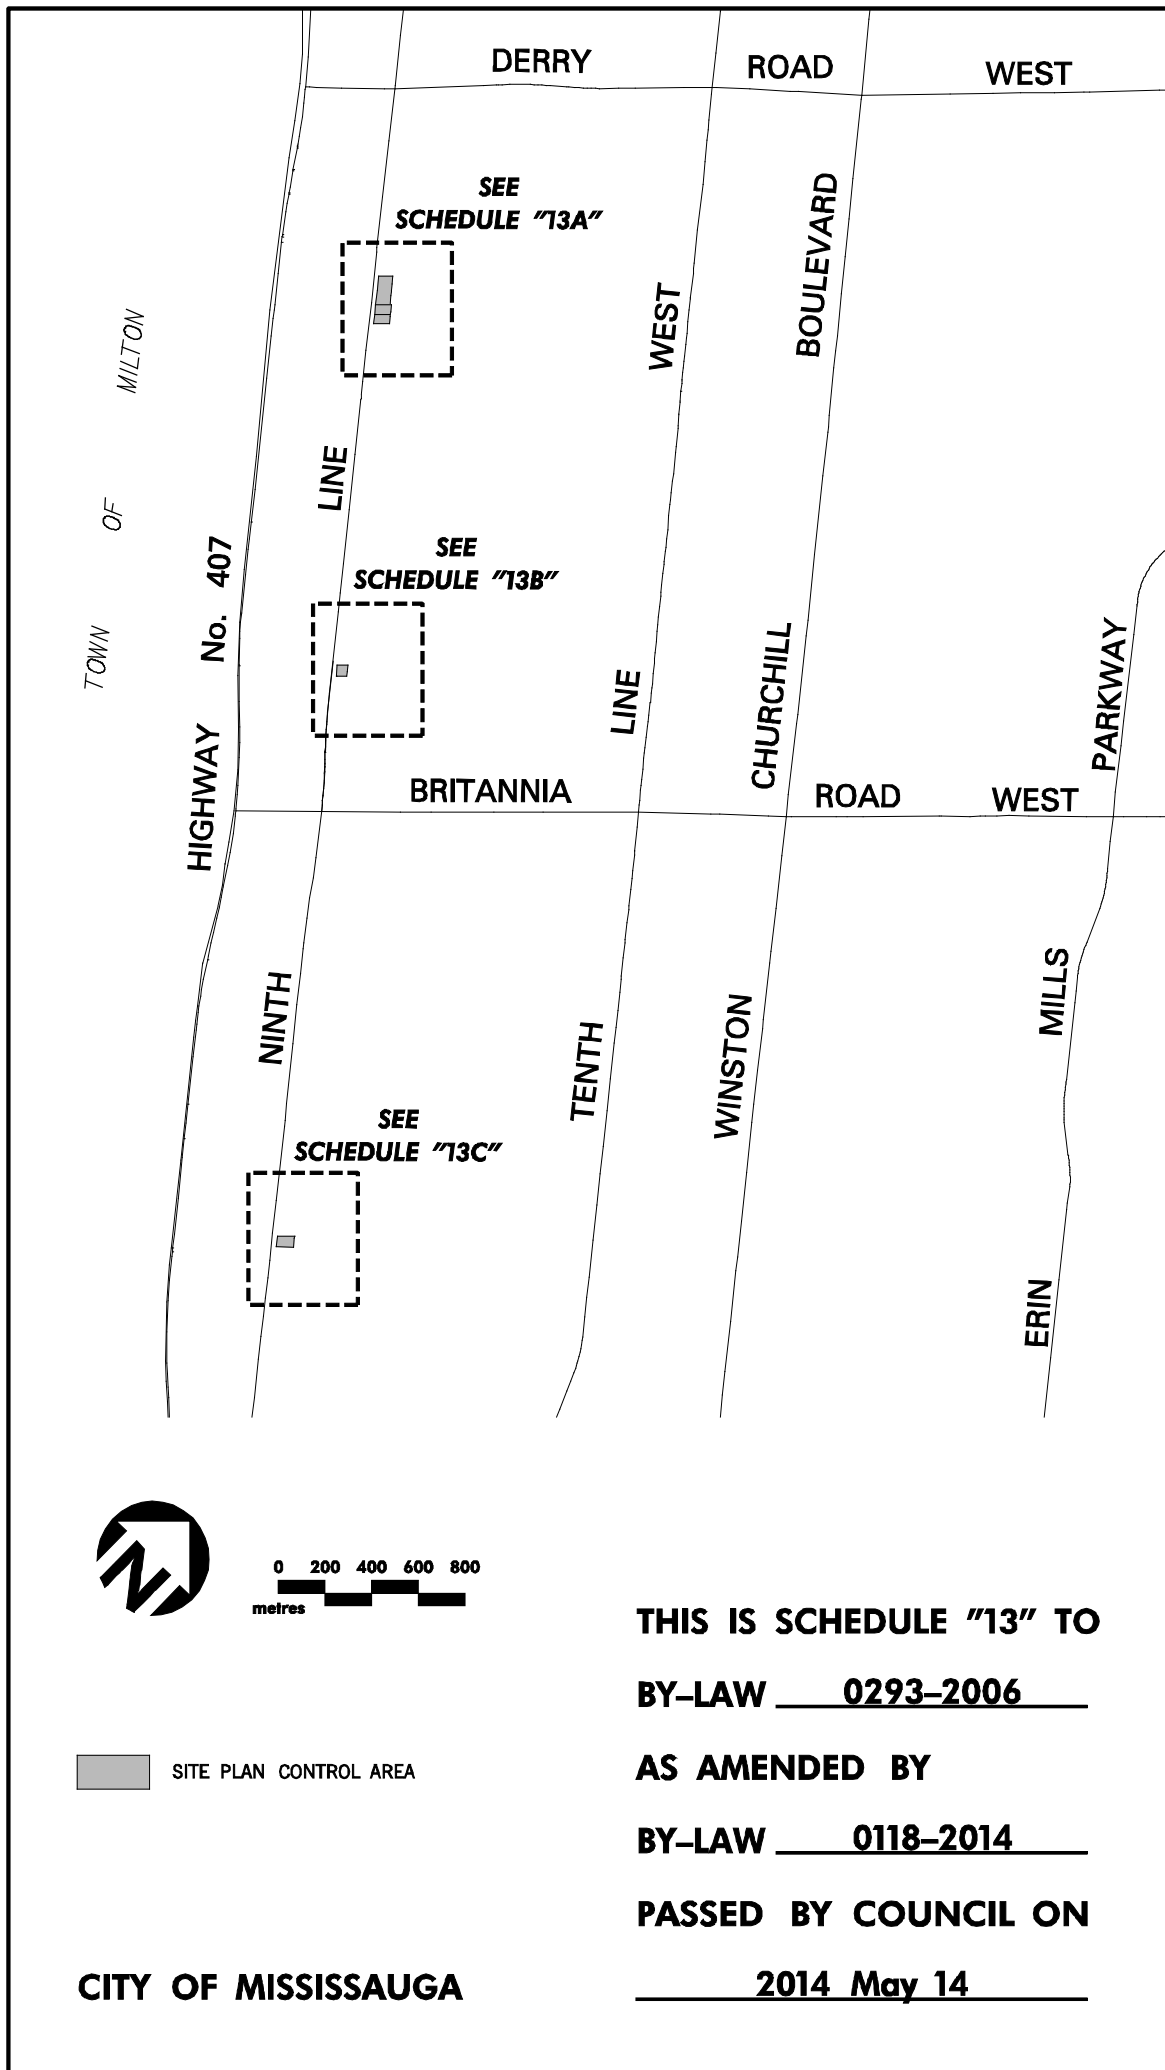 DERRY ROAD WEST
SEE
SCHEDULE "13A"
BOULEVARD
WEST
TOWN OF MILTON
LINE
SEE
SCHEDULE "13B"
HIGHWAY No. 407
LINE
CHURCHILL
PARKWAY
BRITANNIA ROAD WEST
NINTH
TENTH
WINSTON
MILLS
SEE
SCHEDULE "13C"
ERIN
N
0 200 400 600 800
metres
THIS IS SCHEDULE "13" TO
BY-LAW 0293-2006
SITE PLAN CONTROL AREA
AS AMENDED BY
BY-LAW 0118-2014
PASSED BY COUNCIL ON
CITY OF MISSISSAUGA
2014 May 14